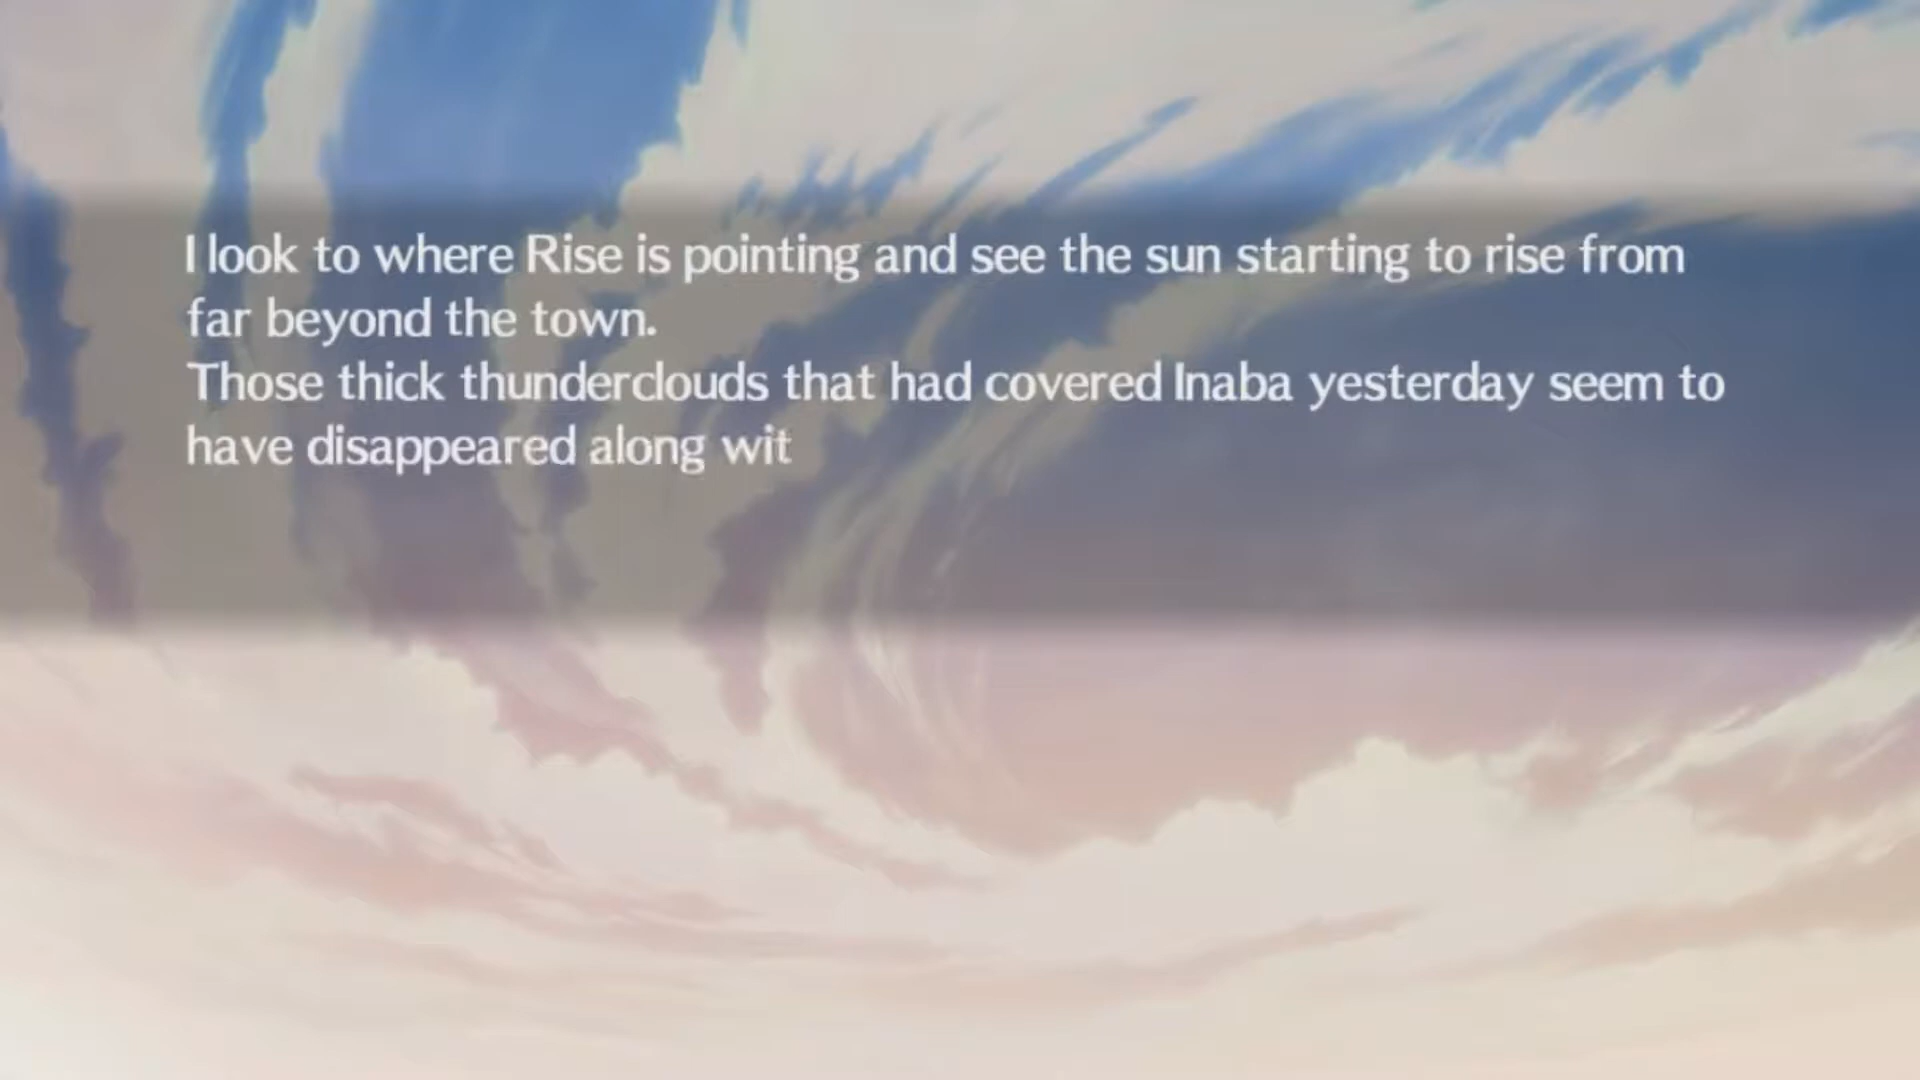 I look to where Rise is pointing and see the sun starting to rise from
far beyond the town.
Those thick thunderclouds that had covered Inaba yesterday seem to
have disappeared along wit